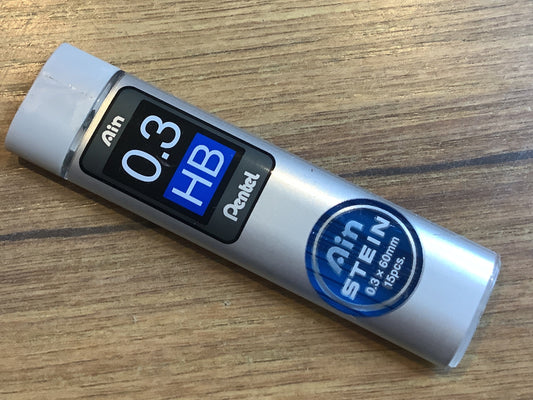 Ain
0.3
HB
Pentel
Ain
STEIN
0.3 × 60mm
15pcs.